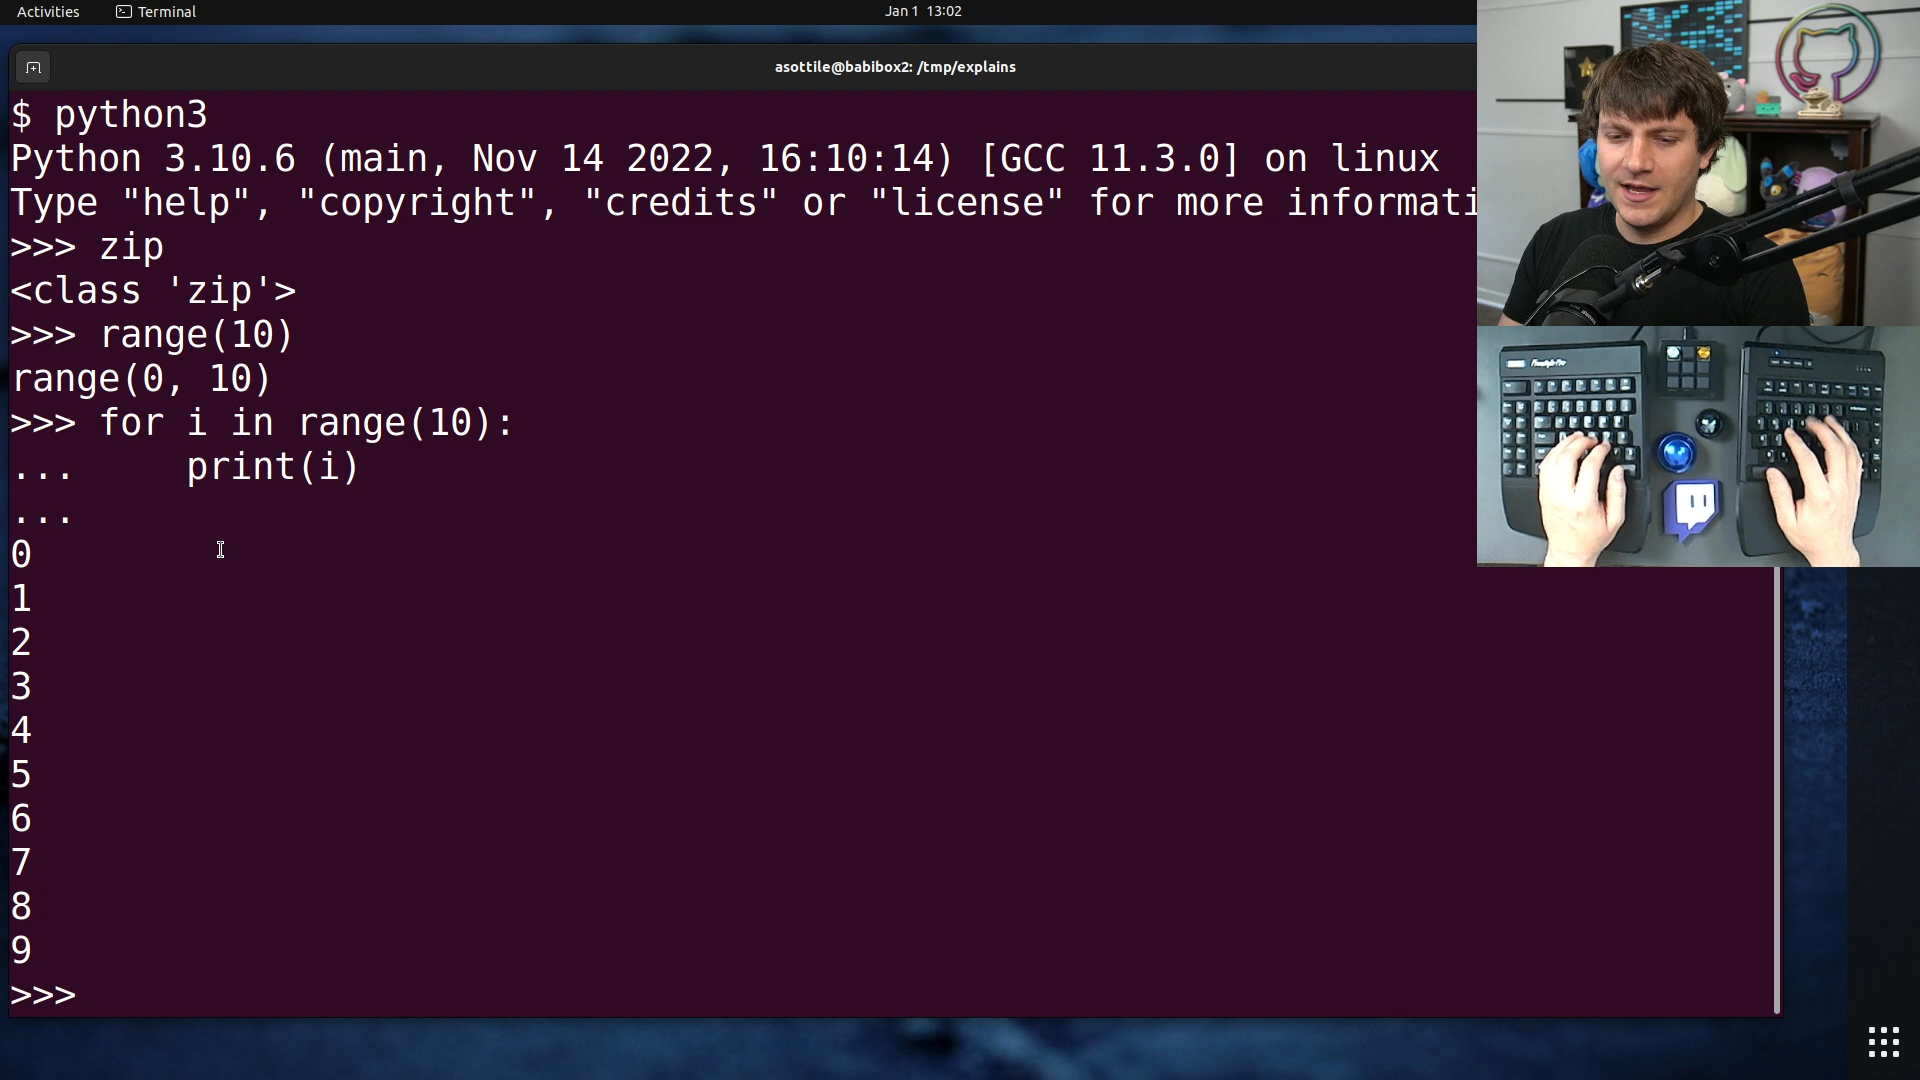 Activities Terminal Jan 1 13:02
asottile@babibox2: /tmp/explains
$ python3
Python 3.10.6 (main, Nov 14 2022, 16:10:14) [GCC 11.3.0] on linux
Type "help", "copyright", "credits" or "license" for more informati
>>> zip
<class 'zip'>
>>> range(10)
range(0, 10)
>>> for i in range(10):
...     print(i)
...
0
1
2
3
4
5
6
7
8
9
>>>